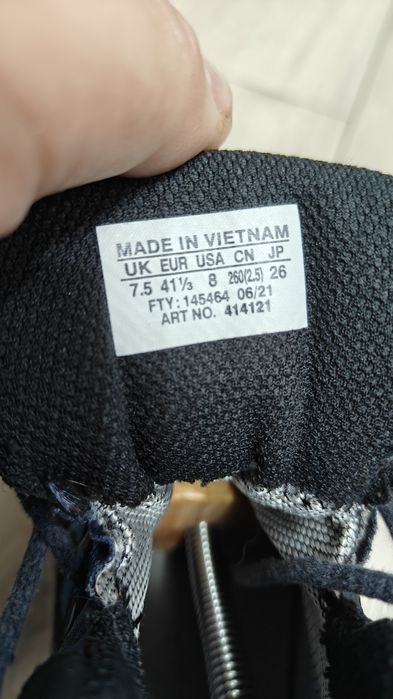 MADE IN VIETNAM
UK EUR USA CN JP
7.5 41⅓ 8 260(2.5) 26
FTY: 145464 06/21
ART NO. 414121